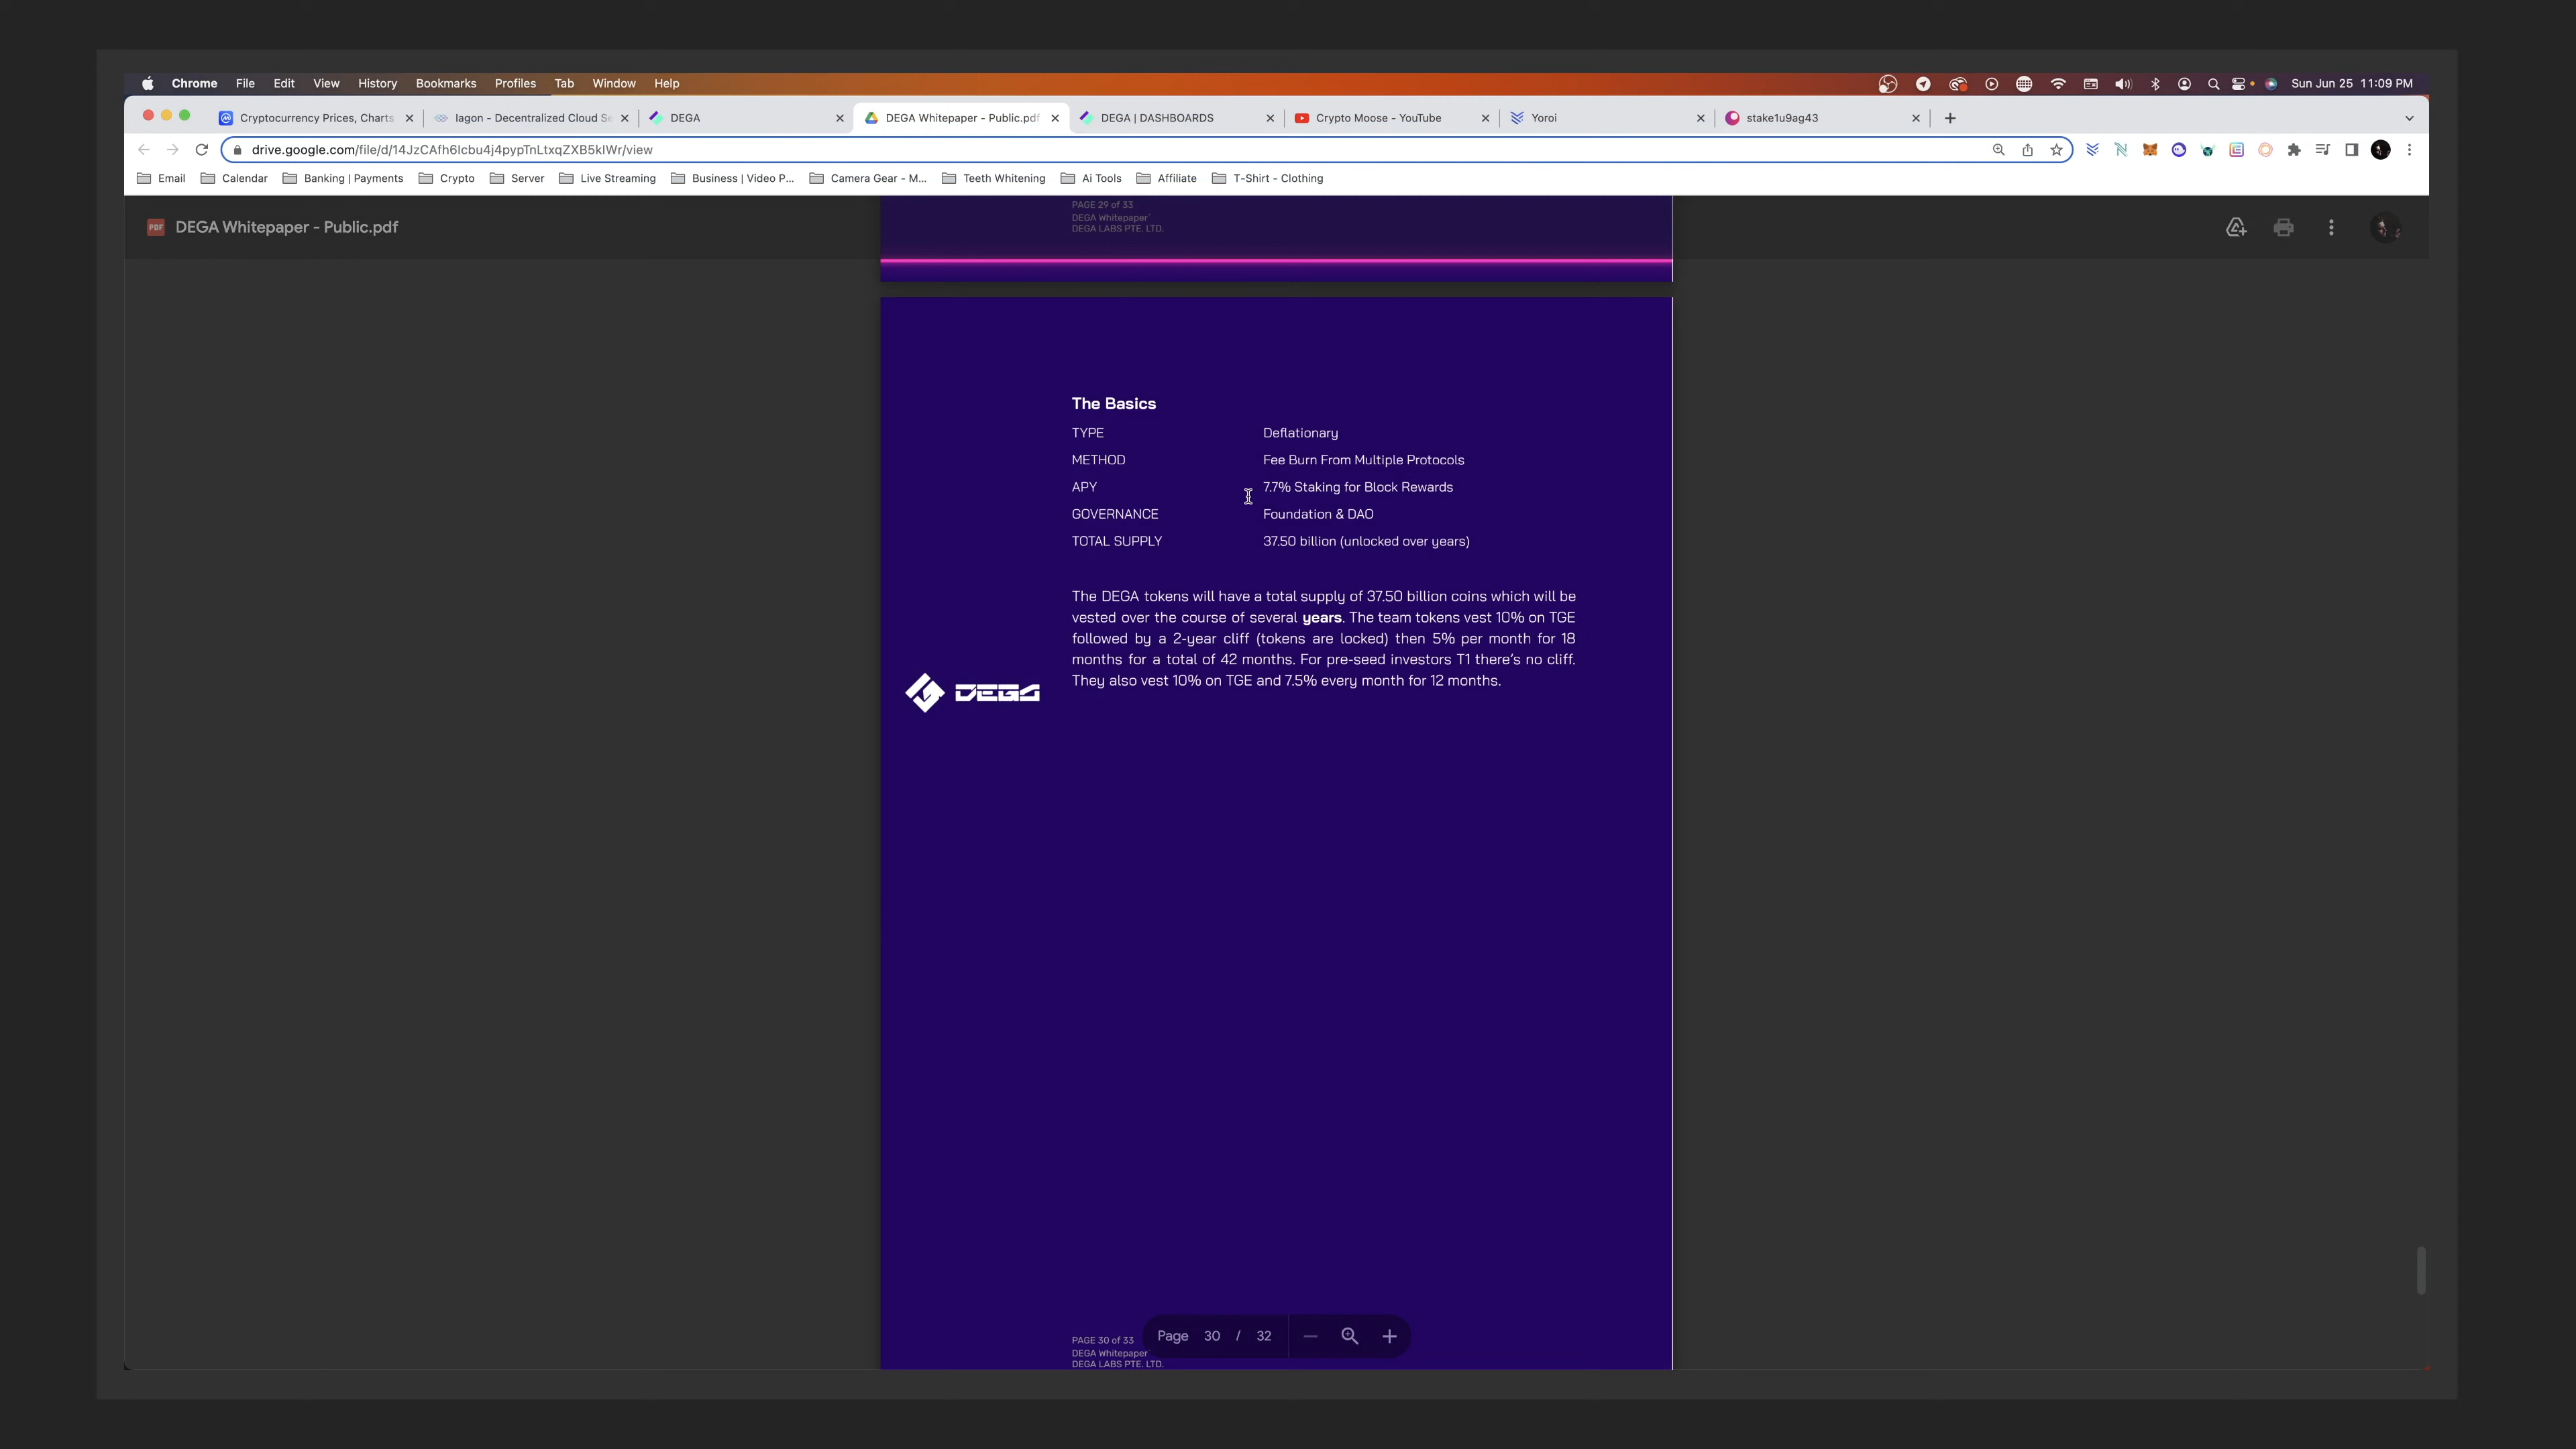 Chrome File Edit View History Bookmarks Profiles Tab Window Help Sun Jun 25 11:09 PM
Cryptocurrency Prices, Charts Iagon - Decentralized Cloud Se DEGA DEGA Whitepaper - Public.pdf DEGA | DASHBOARDS Crypto Moose - YouTube Yoroi stake1u9ag43
drive.google.com/file/d/14JzCAfh6lcbu4j4pypTnLtxqZXB5kIWr/view
Email Calendar Banking | Payments Crypto Server Live Streaming Business | Video P... Camera Gear - M... Teeth Whitening Ai Tools Affiliate T-Shirt - Clothing
PDF DEGA Whitepaper - Public.pdf
PAGE 29 of 33
DEGA Whitepaper
DEGA LABS PTE. LTD.
The Basics
TYPE Deflationary
METHOD Fee Burn From Multiple Protocols
APY 7.7% Staking for Block Rewards
GOVERNANCE Foundation & DAO
TOTAL SUPPLY 37.50 billion (unlocked over years)
The DEGA tokens will have a total supply of 37.50 billion coins which will be
vested over the course of several years. The team tokens vest 10% on TGE
followed by a 2-year cliff (tokens are locked) then 5% per month for 18
months for a total of 42 months. For pre-seed investors T1 there's no cliff.
They also vest 10% on TGE and 7.5% every month for 12 months.
DEGA
Page 30 / 32
PAGE 30 of 33
DEGA Whitepaper
DEGA LABS PTE. LTD.